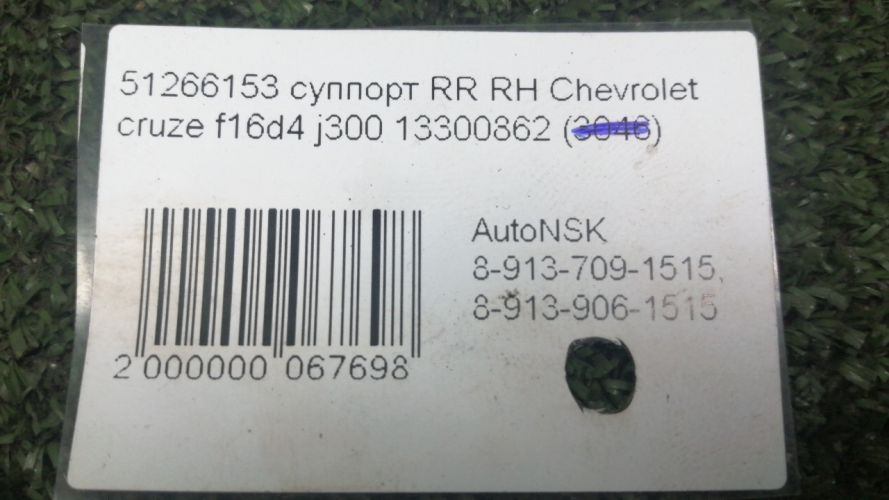 51266153 суппорт RR RH Chevrolet
cruze f16d4 j300 13300862 (3046)
AutoNSK
8-913-709-1515,
8-913-906-1515
2 000000 067698